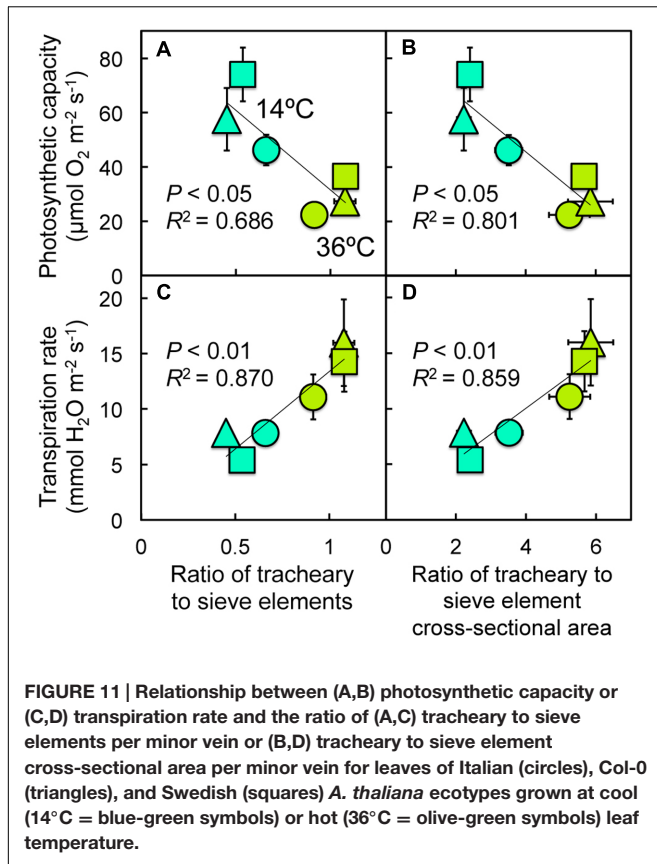 A
B
80
60
40
20
0
Photosynthetic capacity
(μmol O2 m-2 s-1)
14ºC
P < 0.05
R2 = 0.686
36ºC
P < 0.05
R2 = 0.801
C
D
20
15
10
5
0
Transpiration rate
(mmol H2O m-2 s-1)
P < 0.01
R2 = 0.870
P < 0.01
R2 = 0.859
0 0.5 1 0 2 4 6
Ratio of tracheary
to sieve elements
Ratio of tracheary to
sieve element
cross-sectional area
FIGURE 11 | Relationship between (A,B) photosynthetic capacity or
(C,D) transpiration rate and the ratio of (A,C) tracheary to sieve
elements per minor vein or (B,D) tracheary to sieve element
cross-sectional area per minor vein for leaves of Italian (circles), Col-0
(triangles), and Swedish (squares) A. thaliana ecotypes grown at cool
(14°C = blue-green symbols) or hot (36°C = olive-green symbols) leaf
temperature.